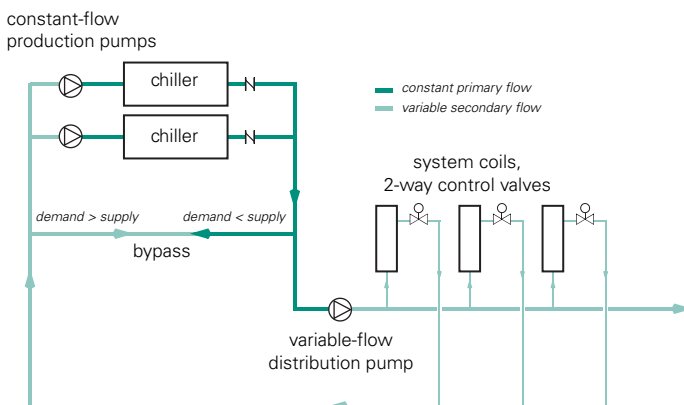 constant-flow
production pumps
chiller
constant primary flow
variable secondary flow
chiller
system coils,
2-way control valves
demand > supply
demand < supply
bypass
variable-flow
distribution pump